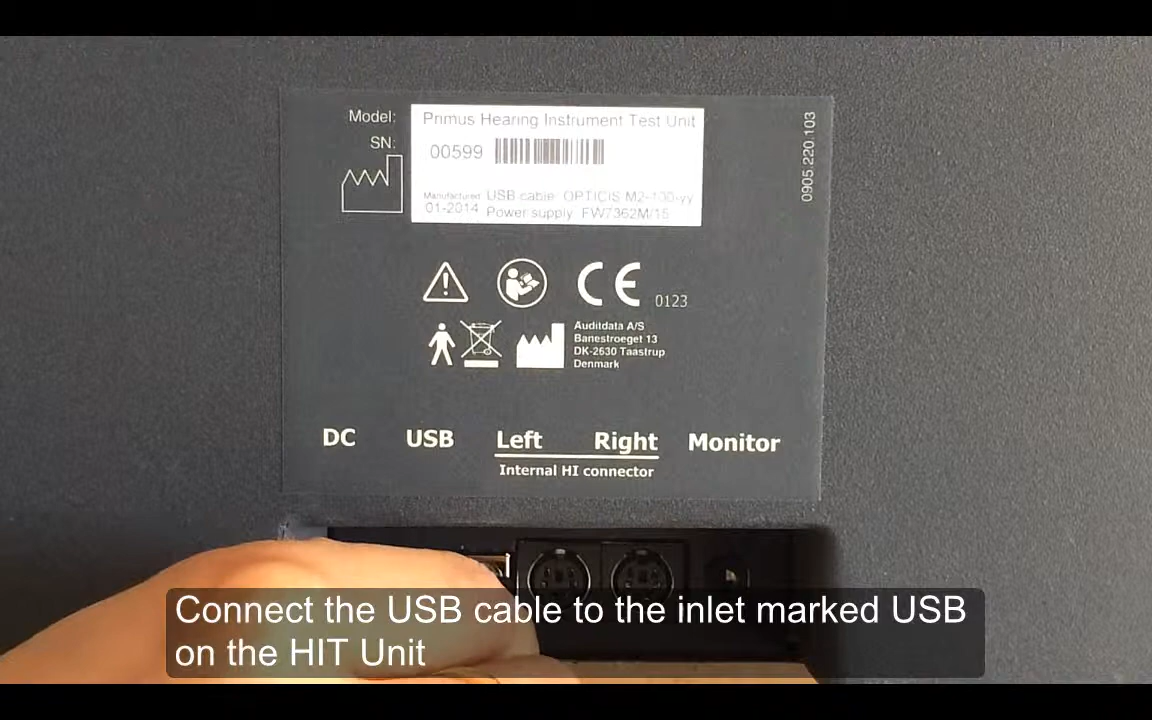 Model:
Primus Hearing Instrument Test Unit
SN:
00599
Manufactured
01-2014
USB cable: OPTICIS M2-100-yy
Power supply: FW7362M/15
0905.220.103
CE 0123
Auditdata A/S
Banestroeget 13
DK-2630 Taastrup
Denmark
DC USB Left Right Monitor
Internal HI connector
Connect the USB cable to the inlet marked USB
on the HIT Unit